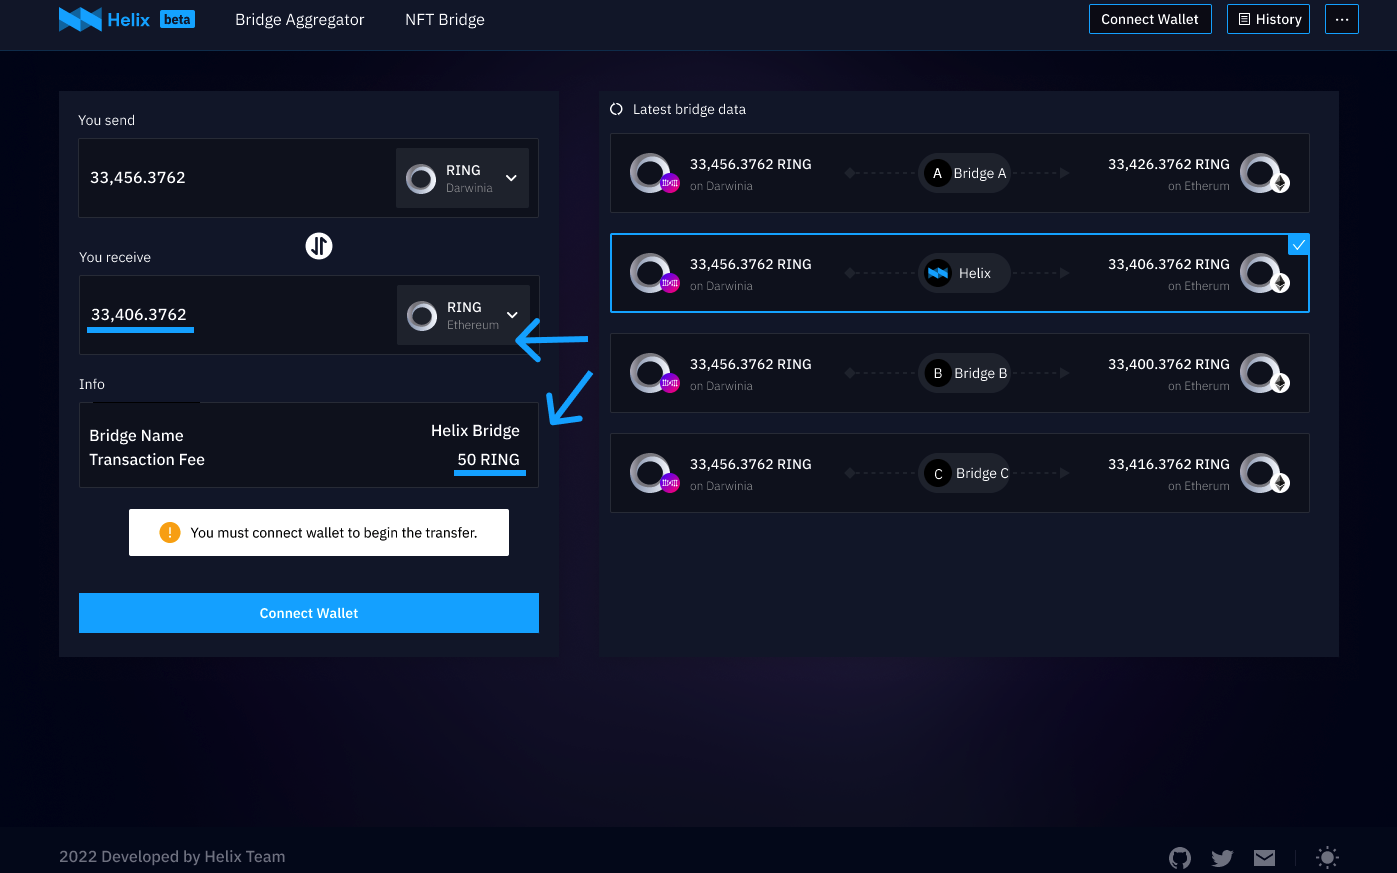 Helix beta Bridge Aggregator NFT Bridge Connect Wallet History ...
You send
33,456.3762
RING
Darwinia
You receive
33,406.3762
RING
Ethereum
Info
Bridge Name Helix Bridge
Transaction Fee 50 RING
! You must connect wallet to begin the transfer.
Connect Wallet
Latest bridge data
33,456.3762 RING A Bridge A 33,426.3762 RING
on Darwinia on Etherum
33,456.3762 RING Helix 33,406.3762 RING
on Darwinia on Etherum
33,456.3762 RING B Bridge B 33,400.3762 RING
on Darwinia on Etherum
33,456.3762 RING C Bridge C 33,416.3762 RING
on Darwinia on Etherum
2022 Developed by Helix Team